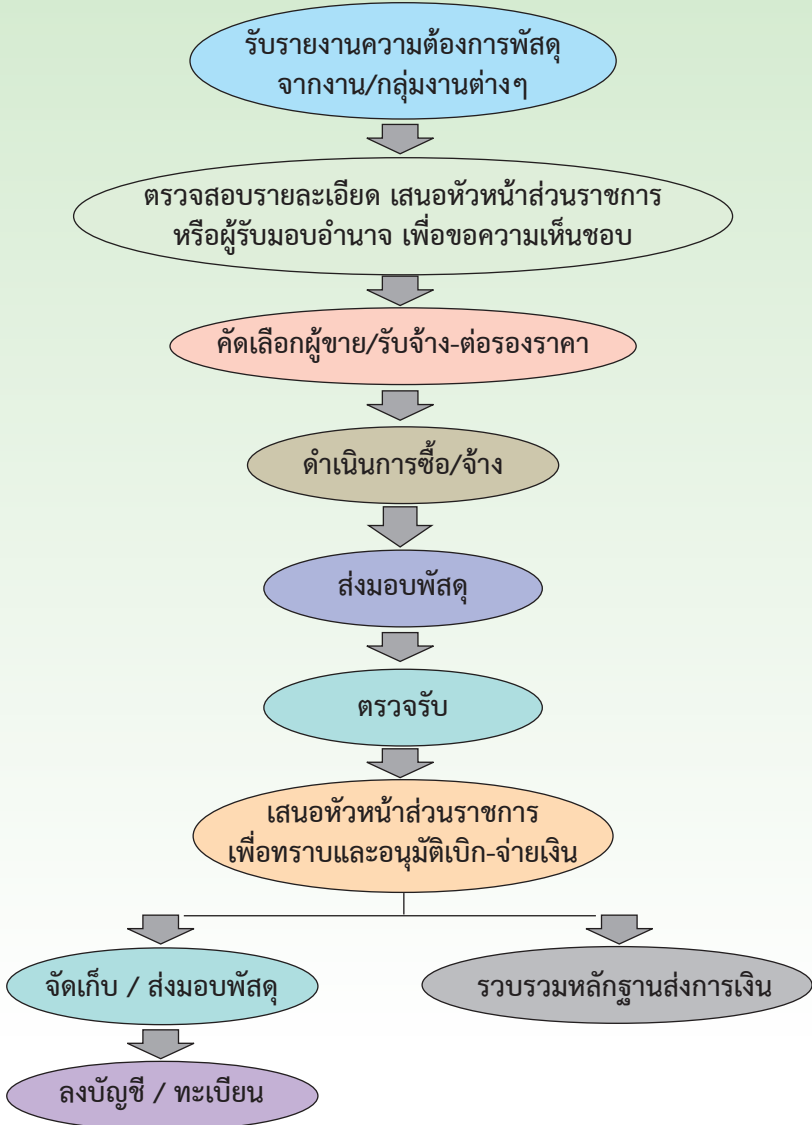 รับรายงานความต้องการพัสดุ
จากงาน/กลุ่มงานต่างๆ
ตรวจสอบรายละเอียด เสนอหัวหน้าส่วนราชการ
หรือผู้รับมอบอำนาจ เพื่อขอความเห็นชอบ
คัดเลือกผู้ขาย/รับจ้าง-ต่อรองราคา
ดำเนินการซื้อ/จ้าง
ส่งมอบพัสดุ
ตรวจรับ
เสนอหัวหน้าส่วนราชการ
เพื่อทราบและอนุมัติเบิก-จ่ายเงิน
จัดเก็บ / ส่งมอบพัสดุ
รวบรวมหลักฐานส่งการเงิน
ลงบัญชี / ทะเบียน